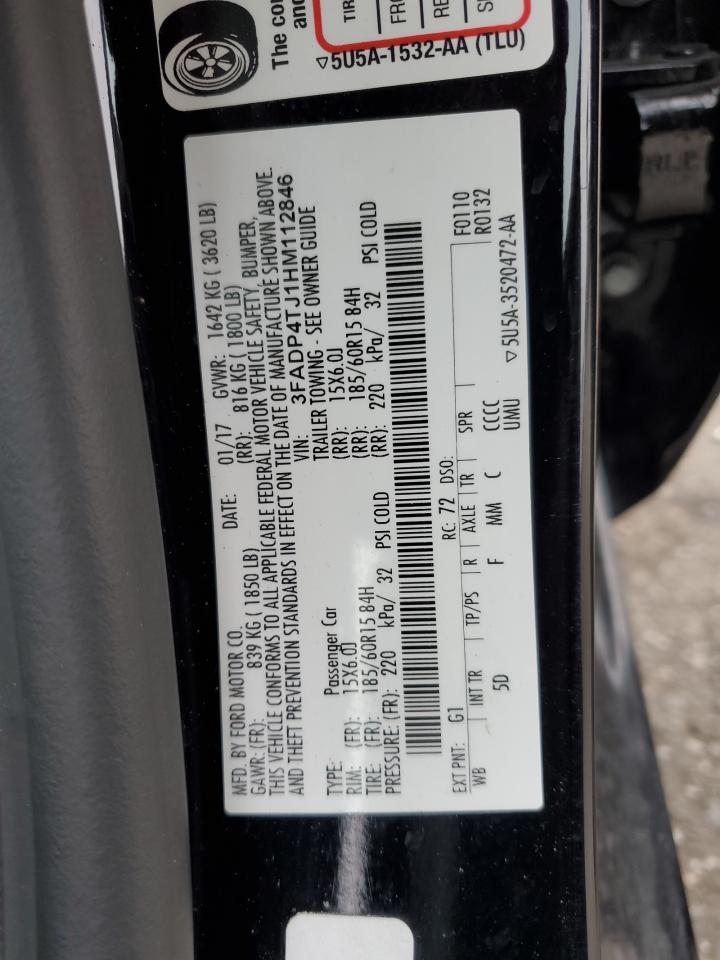 The co
an
TIR
FRO
RE
S
▽5U5A-1532-AA (TLU)
MFD. BY FORD MOTOR CO. DATE: 01/17 GVWR: 1642 KG ( 3620 LB)
GAWR: (FR): 839 KG ( 1850 LB) (RR): 816 KG ( 1800 LB)
THIS VEHICLE CONFORMS TO ALL APPLICABLE FEDERAL MOTOR VEHICLE SAFETY, BUMPER,
AND THEFT PREVENTION STANDARDS IN EFFECT ON THE DATE OF MANUFACTURE SHOWN ABOVE.
VIN: 3FADP4TJ1HM112846
TYPE: Passenger Car TRAILER TOWING - SEE OWNER GUIDE
RIM: (FR): 15X6.0J (RR): 15X6.0J
TIRE: (FR): 185/60R15 84H (RR): 185/60R15 84H
PRESSURE: (FR): 220 kPa/ 32 PSI COLD (RR): 220 kPa/ 32 PSI COLD
EXT PNT: G1 RC: 72 DSO: F0110
WB INT TR TP/PS R AXLE TR SPR R0132
5D F MM C CCCC
UMU ▽5U5A-3520472-AA